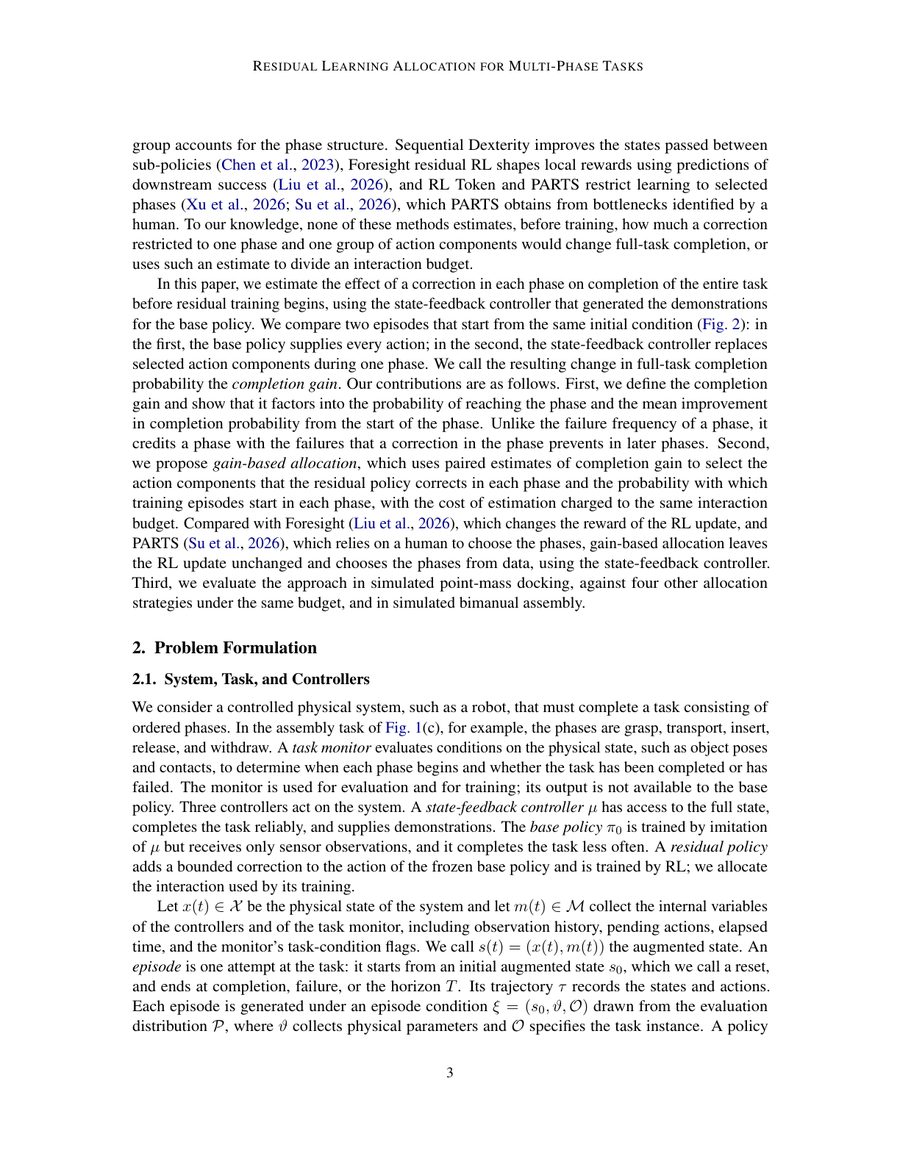 RESIDUAL LEARNING ALLOCATION FOR MULTI-PHASE TASKS
group accounts for the phase structure. Sequential Dexterity improves the states passed between
sub-policies (Chen et al., 2023), Foresight residual RL shapes local rewards using predictions of
downstream success (Liu et al., 2026), and RL Token and PARTS restrict learning to selected
phases (Xu et al., 2026; Su et al., 2026), which PARTS obtains from bottlenecks identified by a
human. To our knowledge, none of these methods estimates, before training, how much a correction
restricted to one phase and one group of action components would change full-task completion, or
uses such an estimate to divide an interaction budget.
In this paper, we estimate the effect of a correction in each phase on completion of the entire task
before residual training begins, using the state-feedback controller that generated the demonstrations
for the base policy. We compare two episodes that start from the same initial condition (Fig. 2): in
the first, the base policy supplies every action; in the second, the state-feedback controller replaces
selected action components during one phase. We call the resulting change in full-task completion
probability the completion gain. Our contributions are as follows. First, we define the completion
gain and show that it factors into the probability of reaching the phase and the mean improvement
in completion probability from the start of the phase. Unlike the failure frequency of a phase, it
credits a phase with the failures that a correction in the phase prevents in later phases. Second,
we propose gain-based allocation, which uses paired estimates of completion gain to select the
action components that the residual policy corrects in each phase and the probability with which
training episodes start in each phase, with the cost of estimation charged to the same interaction
budget. Compared with Foresight (Liu et al., 2026), which changes the reward of the RL update, and
PARTS (Su et al., 2026), which relies on a human to choose the phases, gain-based allocation leaves
the RL update unchanged and chooses the phases from data, using the state-feedback controller.
Third, we evaluate the approach in simulated point-mass docking, against four other allocation
strategies under the same budget, and in simulated bimanual assembly.
2. Problem Formulation
2.1. System, Task, and Controllers
We consider a controlled physical system, such as a robot, that must complete a task consisting of
ordered phases. In the assembly task of Fig. 1(c), for example, the phases are grasp, transport, insert,
release, and withdraw. A task monitor evaluates conditions on the physical state, such as object poses
and contacts, to determine when each phase begins and whether the task has been completed or has
failed. The monitor is used for evaluation and for training; its output is not available to the base
policy. Three controllers act on the system. A state-feedback controller μ has access to the full state,
completes the task reliably, and supplies demonstrations. The base policy π₀ is trained by imitation
of μ but receives only sensor observations, and it completes the task less often. A residual policy
adds a bounded correction to the action of the frozen base policy and is trained by RL; we allocate
the interaction used by its training.
Let x(t) ∈ 𝒳 be the physical state of the system and let m(t) ∈ ℳ collect the internal variables
of the controllers and of the task monitor, including observation history, pending actions, elapsed
time, and the monitor's task-condition flags. We call s(t) = (x(t), m(t)) the augmented state. An
episode is one attempt at the task: it starts from an initial augmented state s₀, which we call a reset,
and ends at completion, failure, or the horizon T. Its trajectory τ records the states and actions.
Each episode is generated under an episode condition ξ = (s₀, ϑ, 𝒪) drawn from the evaluation
distribution 𝒫, where ϑ collects physical parameters and 𝒪 specifies the task instance. A policy
3